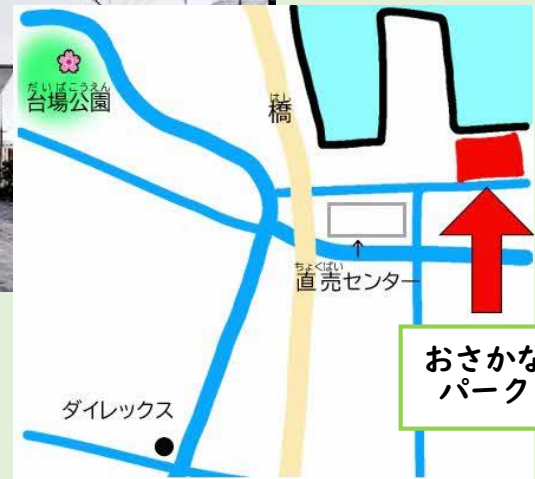 だいばこうえん
台場公園
はし
橋
ちょくばい
直売センター
↑
おさかな
パーク
ダイレックス